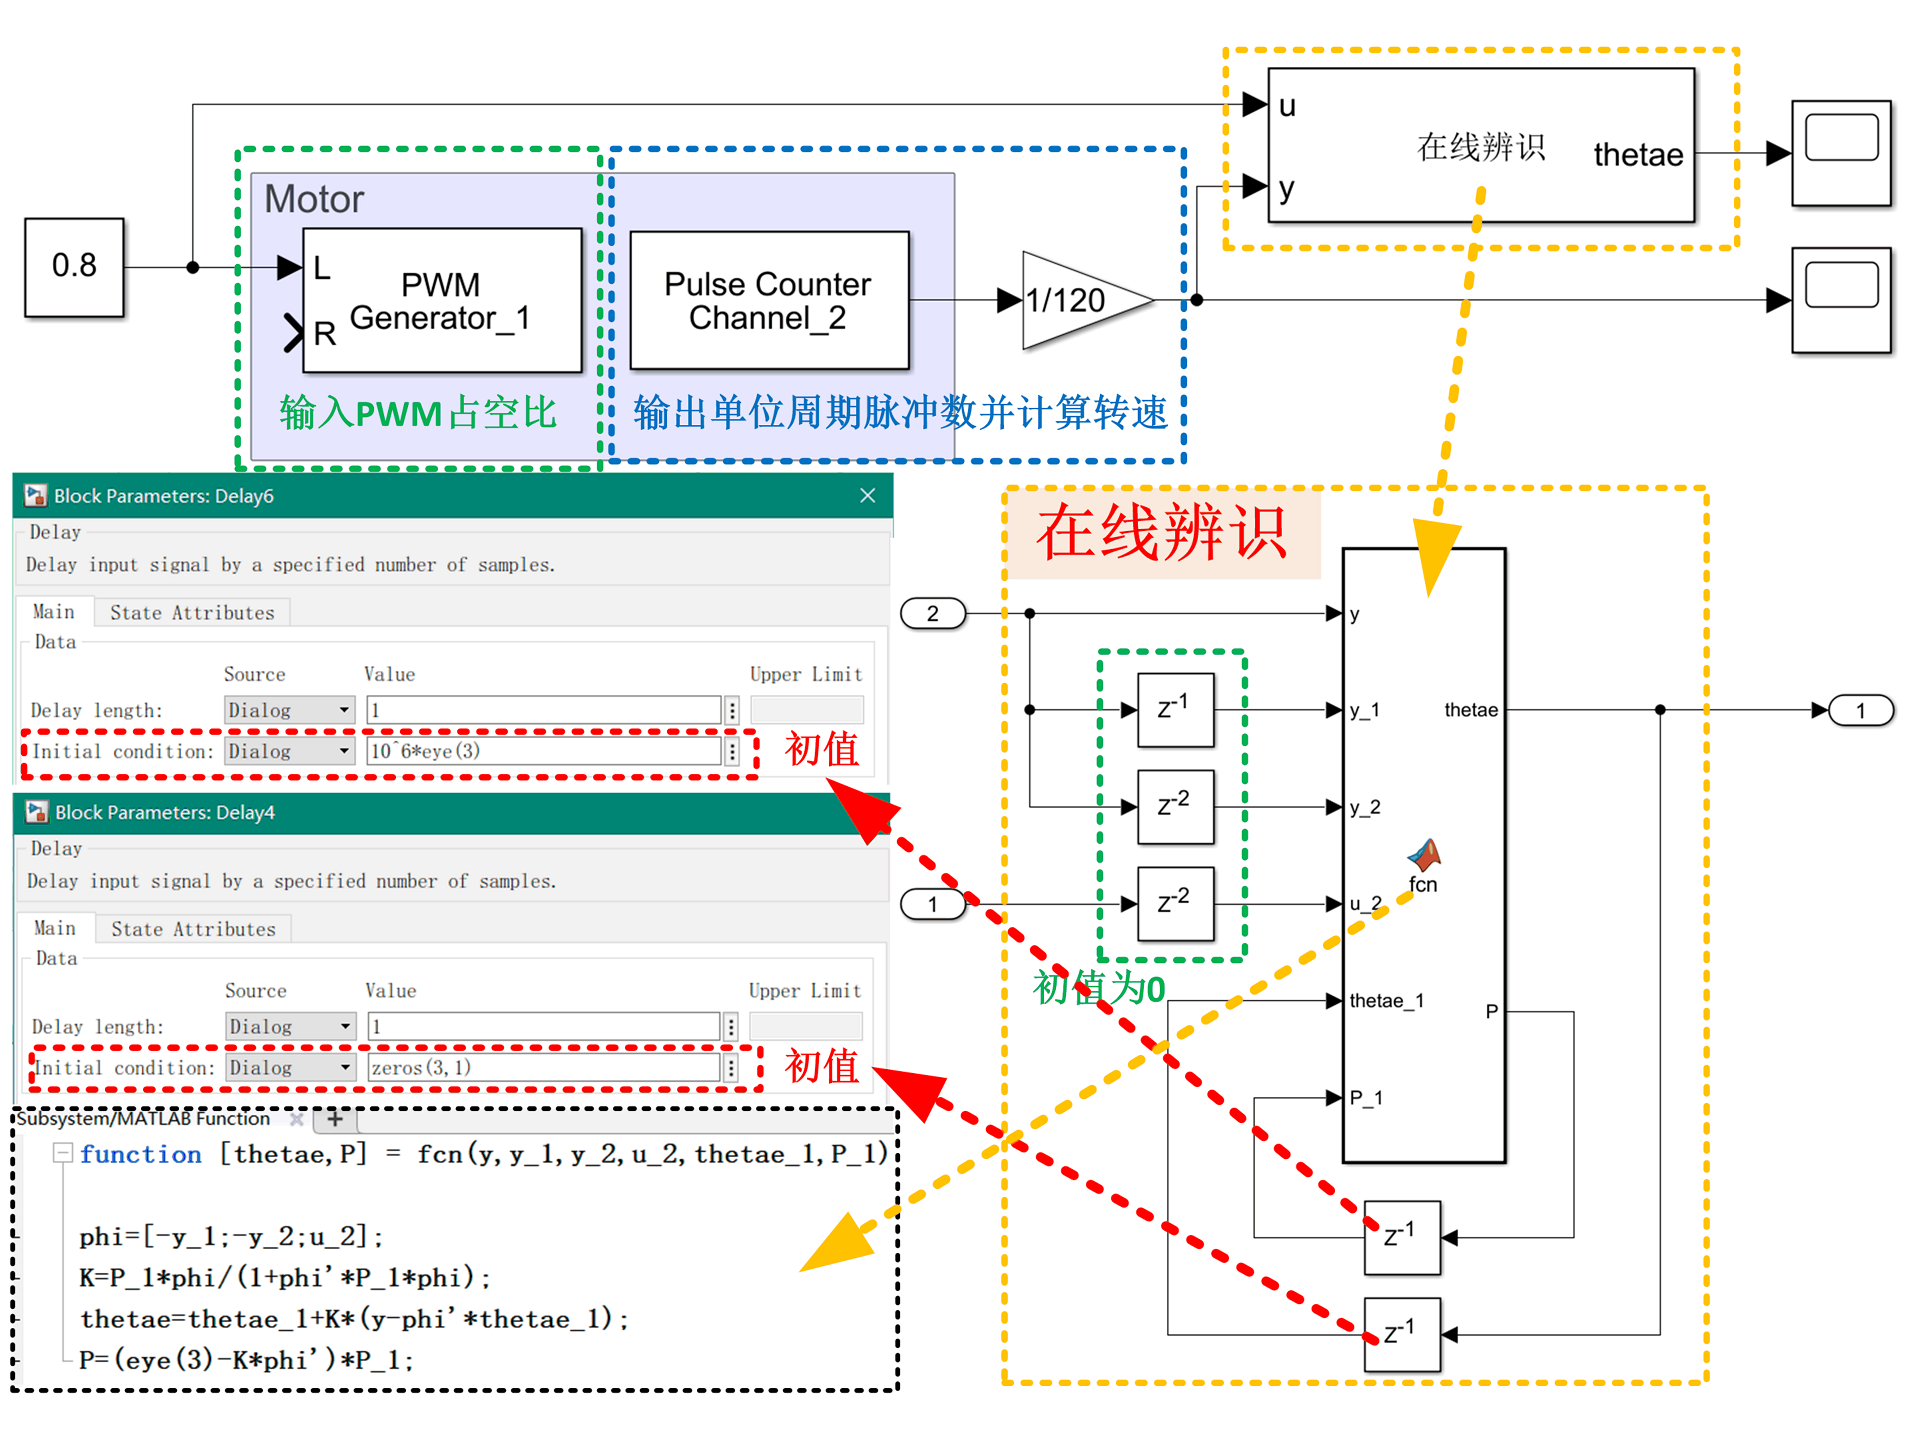 u
在线辨识
thetae
y
Motor
0.8
L
R
PWM
Generator_1
Pulse Counter
Channel_2
1/120
输入PWM占空比
输出单位周期脉冲数并计算转速
Block Parameters: Delay6
Delay
Delay input signal by a specified number of samples.
Main
State Attributes
Data
Source
Value
Upper Limit
Delay length:
Dialog
1
Initial condition:
Dialog
10^6*eye(3)
初值
Block Parameters: Delay4
Delay
Delay input signal by a specified number of samples.
Main
State Attributes
Data
Source
Value
Upper Limit
Delay length:
Dialog
1
Initial condition:
Dialog
zeros(3,1)
初值
Subsystem/MATLAB Function
function [thetae,P] = fcn(y,y_1,y_2,u_2,thetae_1,P_1)
phi=[-y_1;-y_2;u_2];
K=P_1*phi/(1+phi'*P_1*phi);
thetae=thetae_1+K*(y-phi'*thetae_1);
P=(eye(3)-K*phi')*P_1;
在线辨识
2
y
z-1
y_1
thetae
1
z-2
y_2
fcn
1
z-2
u_2
初值为0
thetae_1
P
P_1
z-1
z-1